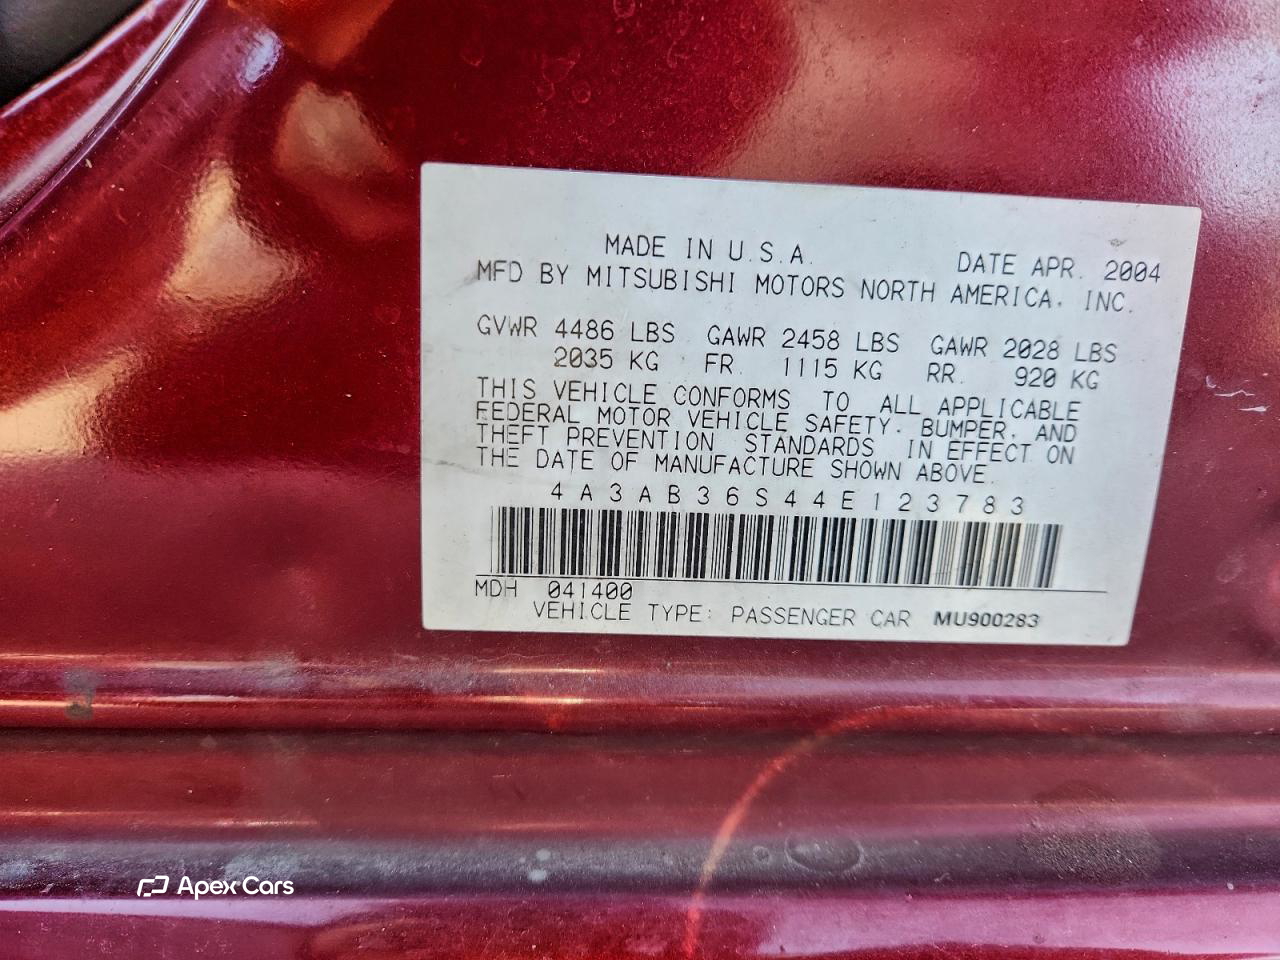 MADE IN U.S.A.
DATE APR. 2004
MFD BY MITSUBISHI MOTORS NORTH AMERICA, INC.
GVWR 4486 LBS GAWR 2458 LBS GAWR 2028 LBS
2035 KG FR. 1115 KG RR. 920 KG
THIS VEHICLE CONFORMS TO ALL APPLICABLE
FEDERAL MOTOR VEHICLE SAFETY, BUMPER, AND
THEFT PREVENTION STANDARDS IN EFFECT ON
THE DATE OF MANUFACTURE SHOWN ABOVE.
4A3AB36S44E123783
MDH 041400
VEHICLE TYPE: PASSENGER CAR MU900283
Apex Cars